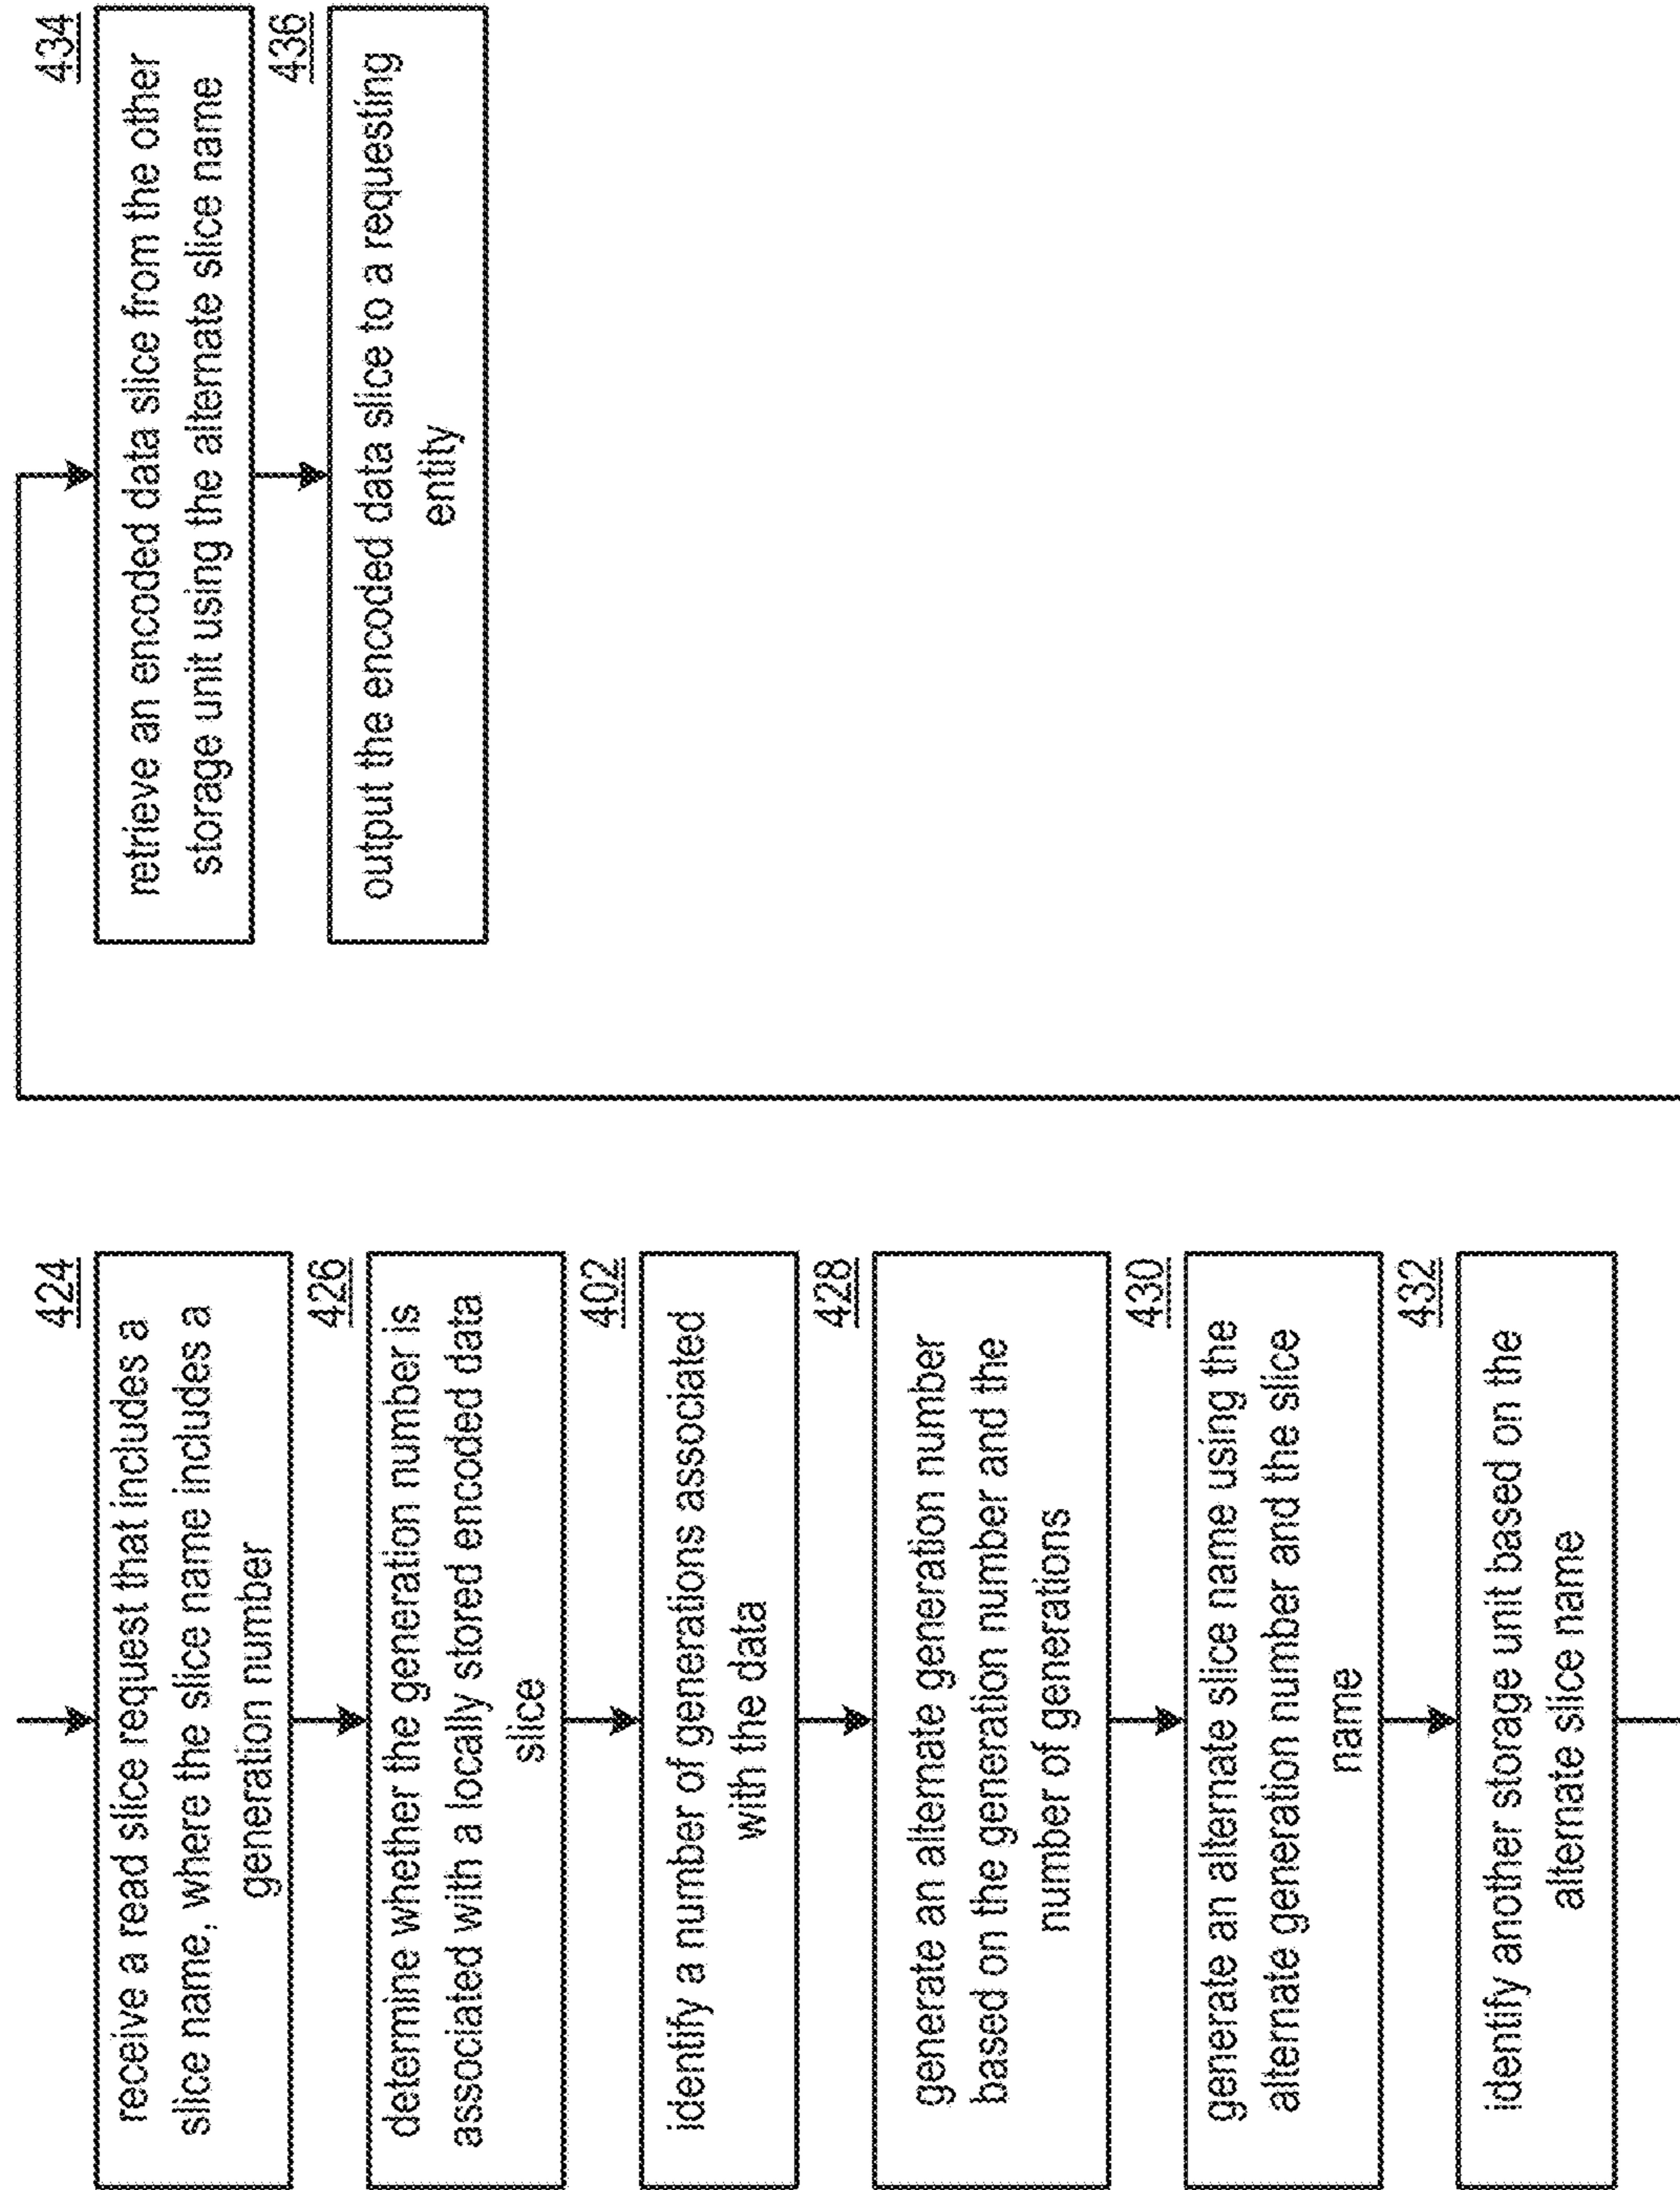 424
receive a read slice request that includes a
slice name, where the slice name includes a
generation number
426
determine whether the generation number is
associated with a locally stored encoded data
slice
402
identify a number of generations associated
with the data
428
generate an alternate generation number
based on the generation number and the
number of generations
430
generate an alternate slice name using the
alternate generation number and the slice
name
432
identify another storage unit based on the
alternate slice name
434
retrieve an encoded data slice from the other
storage unit using the alternate slice name
436
output the encoded data slice to a requesting
entity